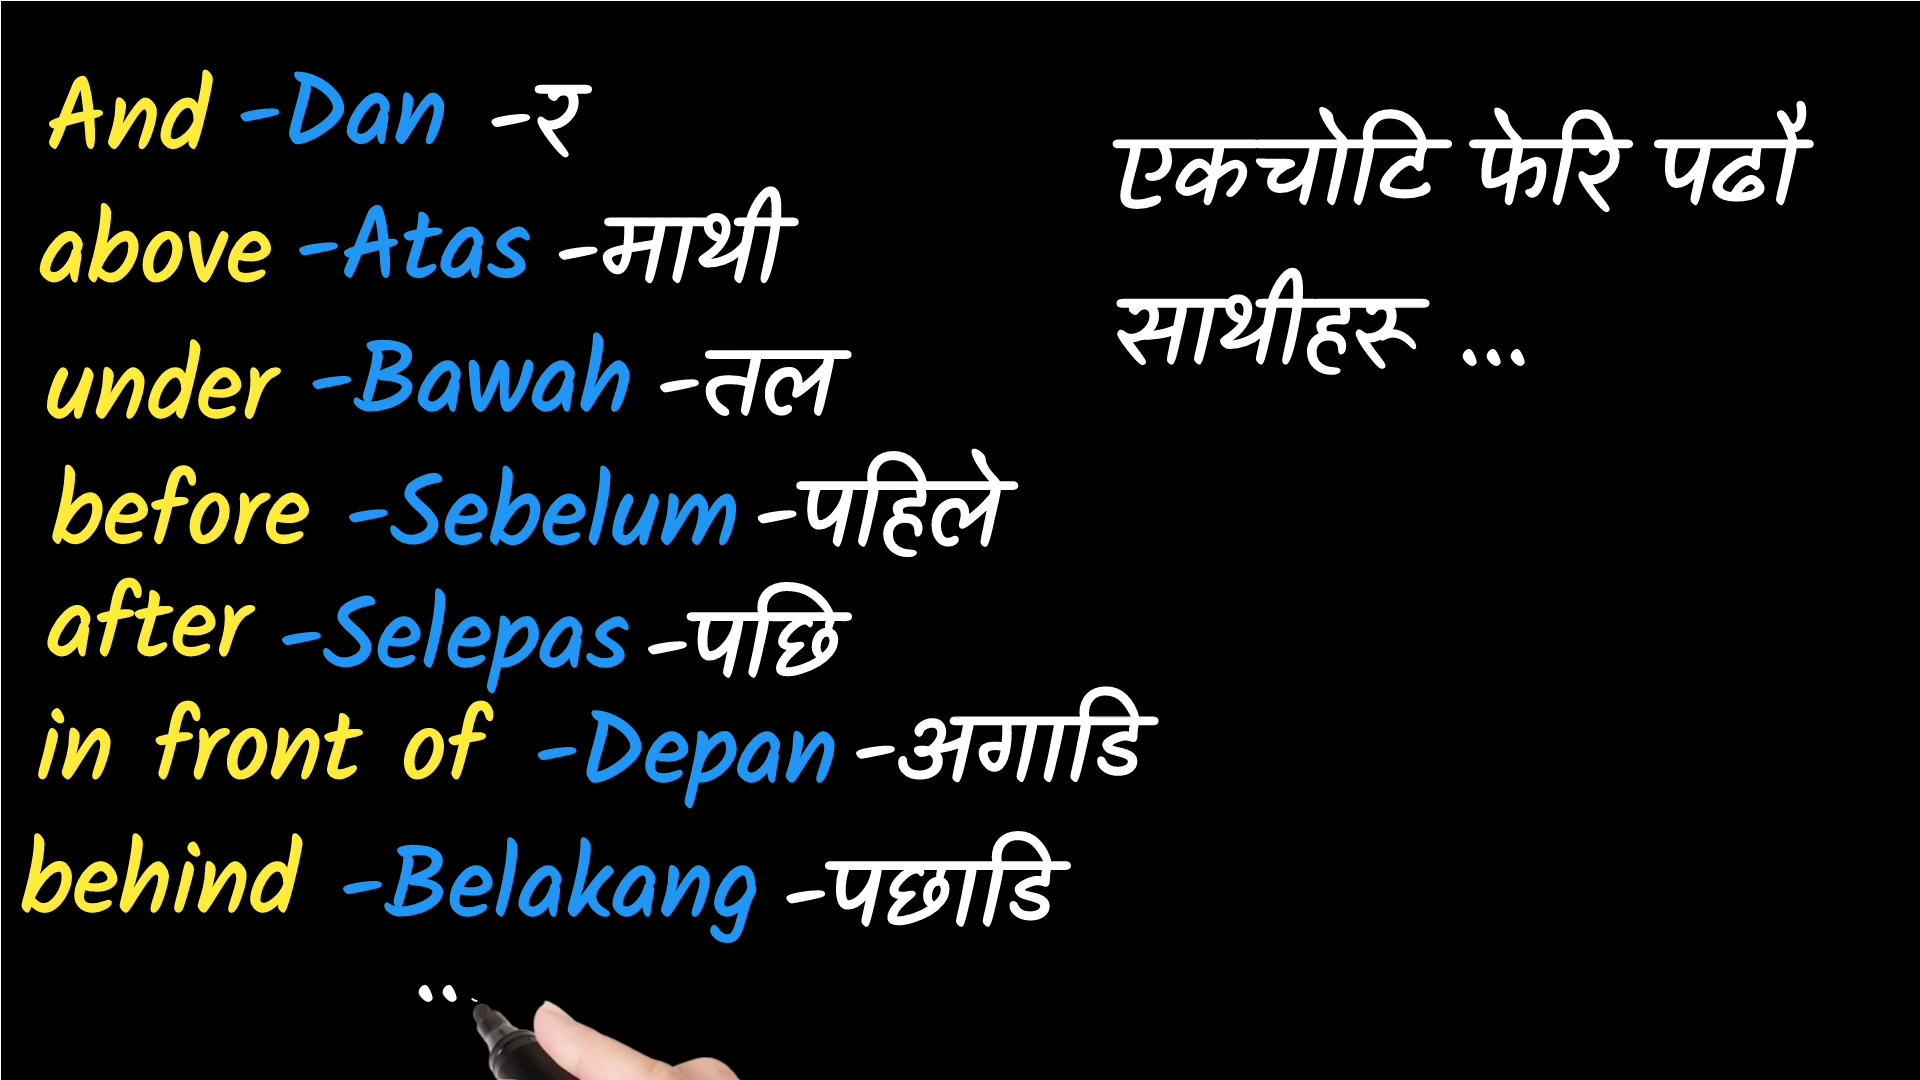 And -Dan -र
above -Atas -माथी
under -Bawah -तल
before -Sebelum -पहिले
after -Selepas -पछि
in front of -Depan -अगाडि
behind -Belakang -पछाडि
..
एकचोटि फेरि पढौं
साथीहरू ...